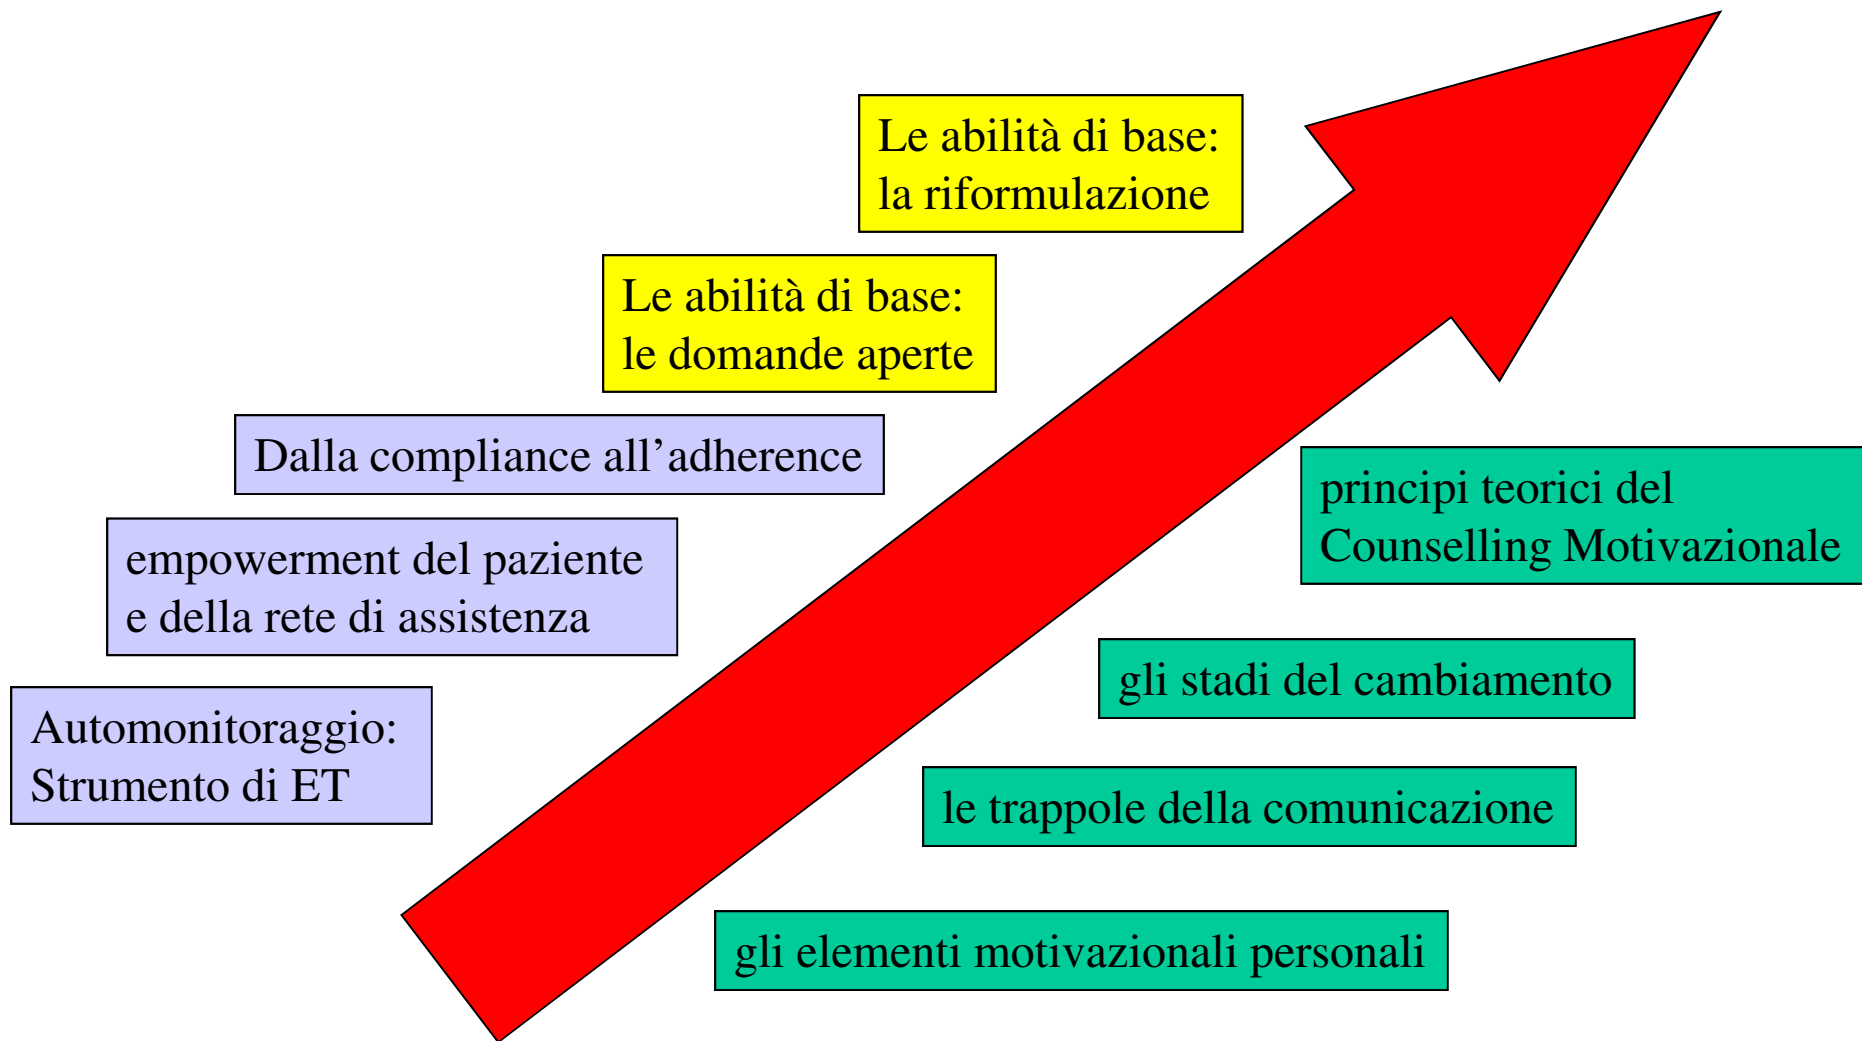 Le abilità di base:
la riformulazione
Le abilità di base:
le domande aperte
Dalla compliance all’adherence
empowerment del paziente
e della rete di assistenza
Automonitoraggio:
Strumento di ET
principi teorici del
Counselling Motivazionale
gli stadi del cambiamento
le trappole della comunicazione
gli elementi motivazionali personali